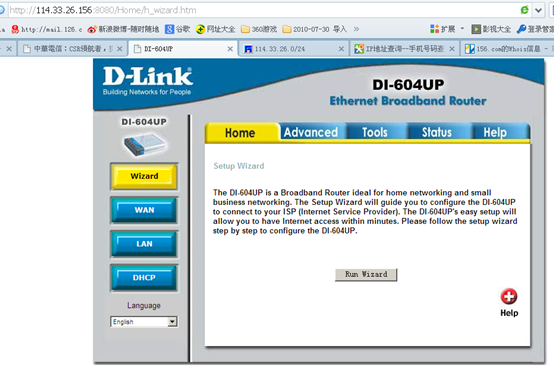 http://114.33.26.156:8080/Home/h_wizard.htm
http://mail.126.c 新浪微博-随时随地 谷歌 网址大全 360游戏 2010-07-30 导入 » 扩展 影视大全 登录管
中華電信：CSR領航者， DI-604UP 114.33.26.0/24 IP地址查询--手机号码查 156.com的Whois信息 -
D-Link
Building Networks for People
DI-604UP
Ethernet Broadband Router
DI-604UP
Home Advanced Tools Status Help
Wizard
WAN
LAN
DHCP
Language
English
Setup Wizard
The DI-604UP is a Broadband Router ideal for home networking and small
business networking. The Setup Wizard will guide you to configure the DI-604UP
to connect to your ISP (Internet Service Provider). The DI-604UP's easy setup will
allow you to have Internet access within minutes. Please follow the setup wizard
step by step to configure the DI-604UP.
Run Wizard
Help